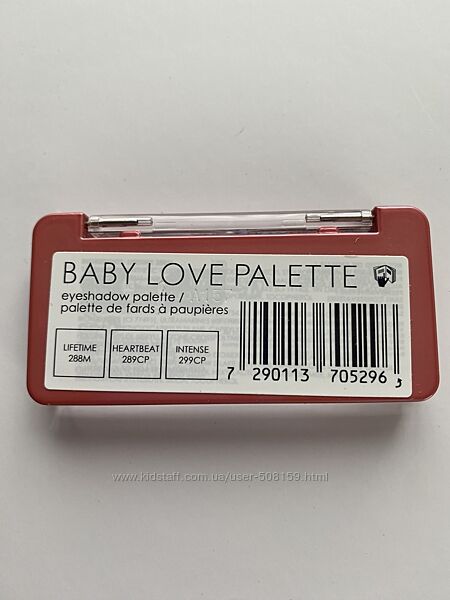 BABY LOVE PALETTE
eyeshadow palette /
palette de fards à paupières
LIFETIME
288M
HEARTBEAT
289CP
INTENSE
299CP
7 290113 705296
www.kidstaff.com.ua/user-508159.html